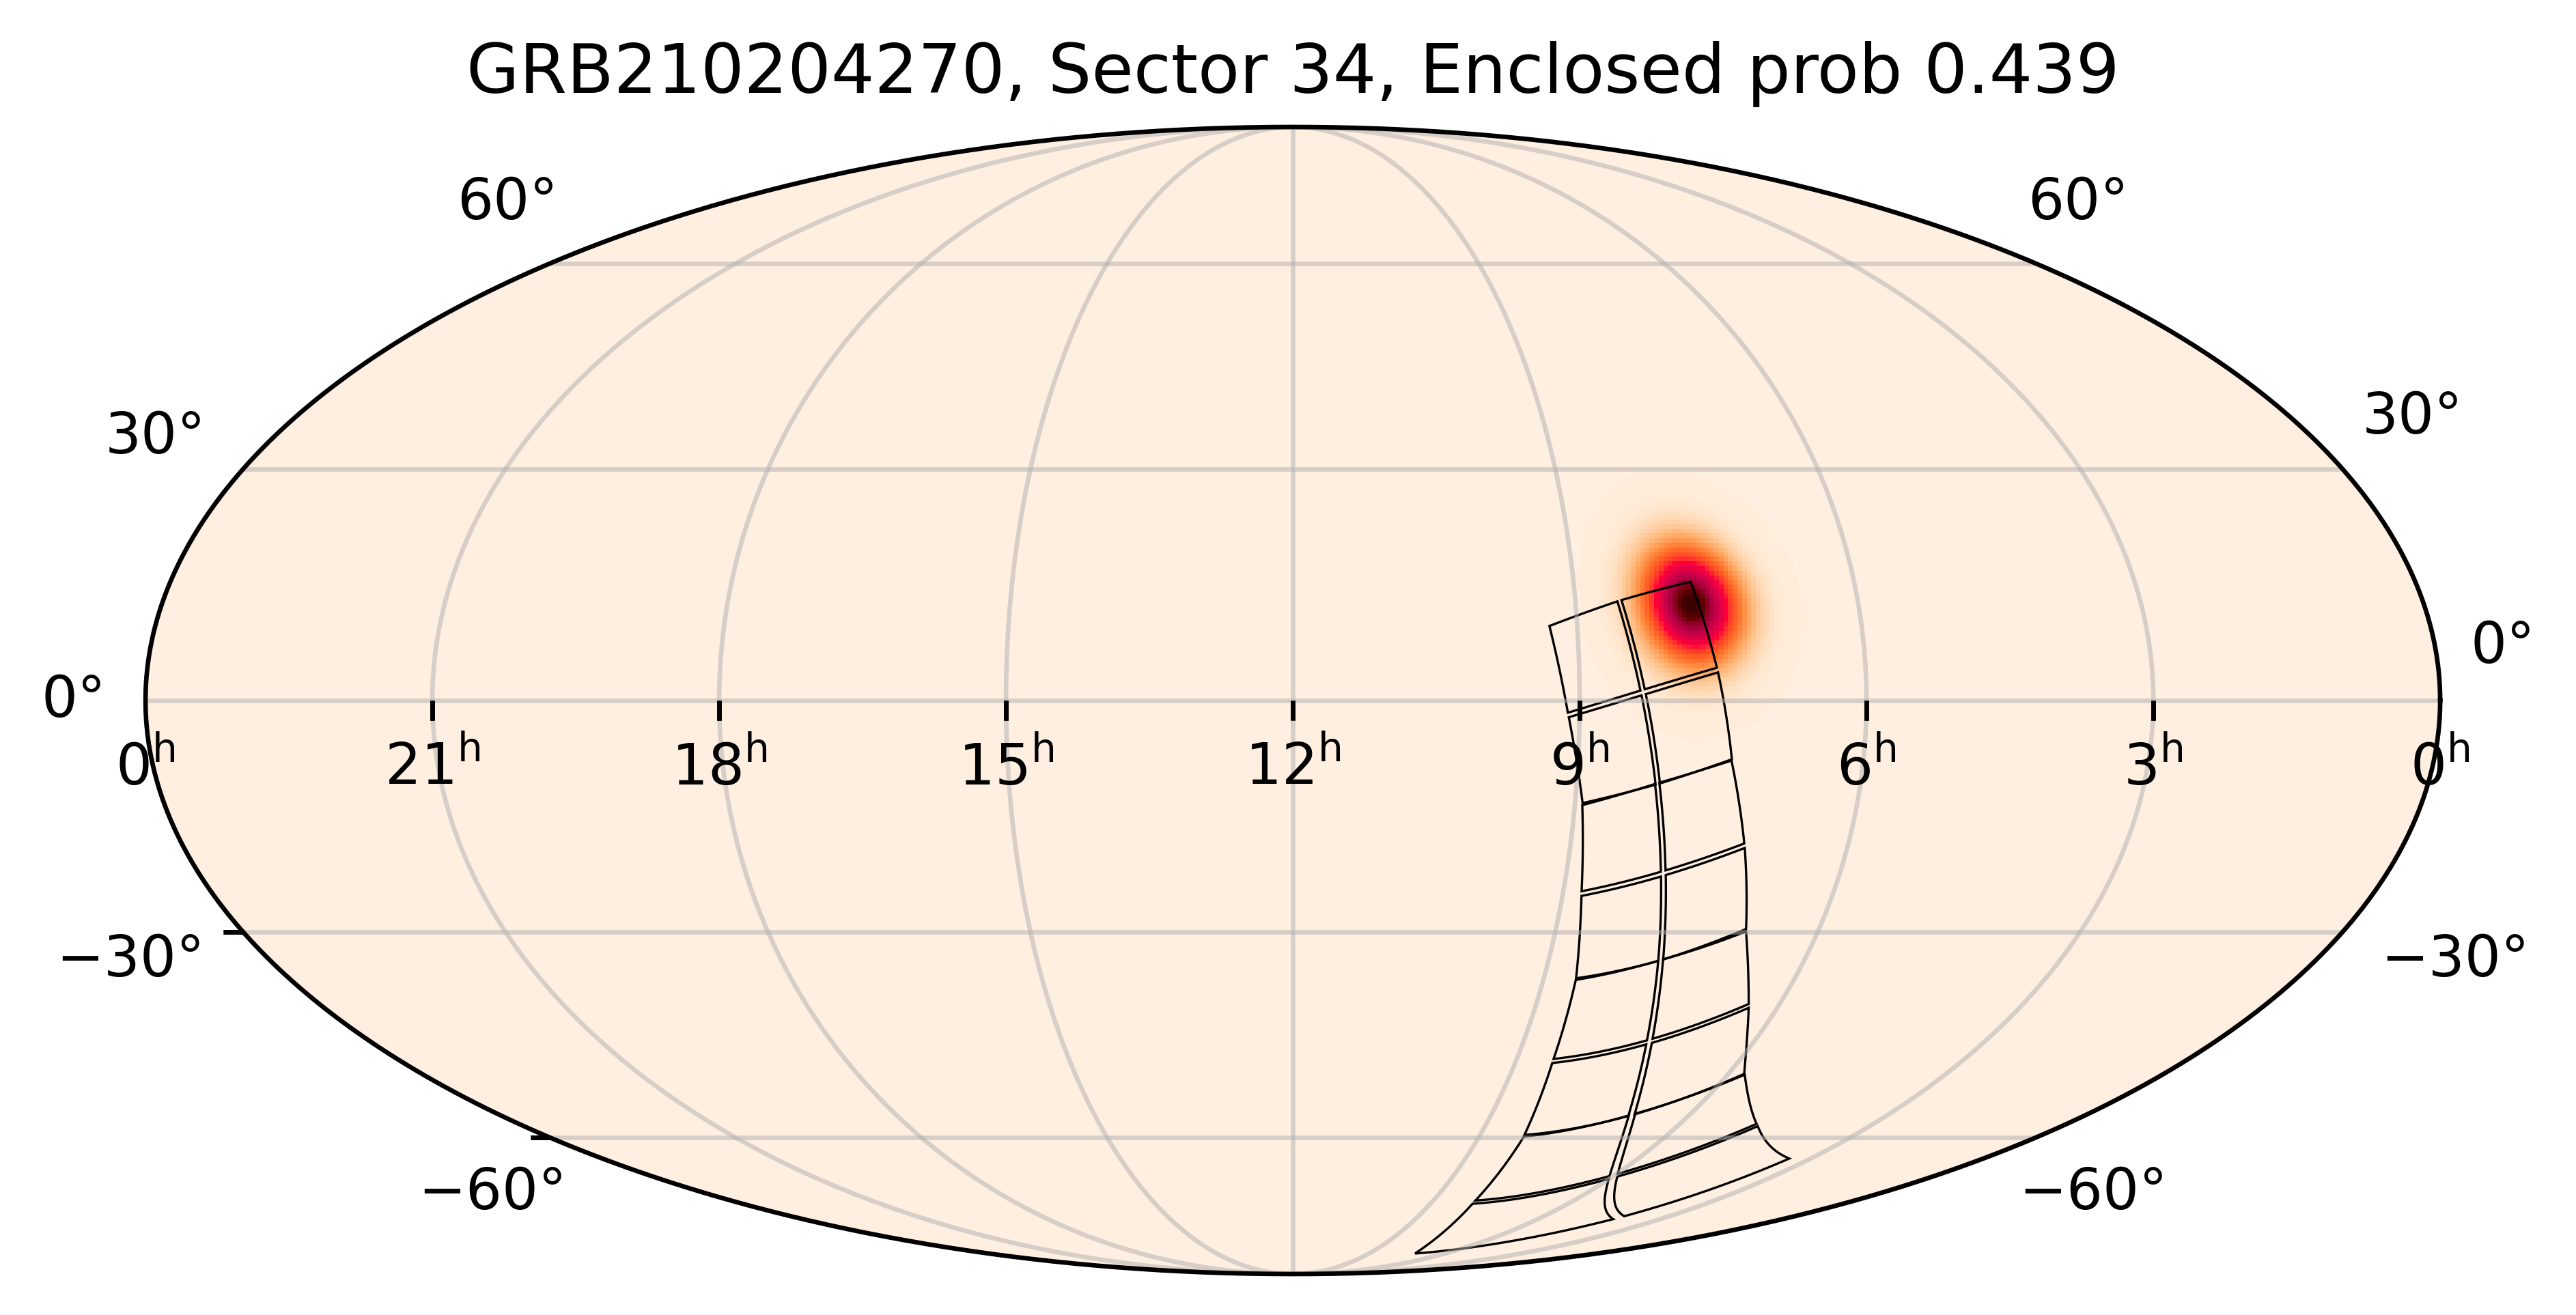 GRB210204270, Sector 34, Enclosed prob 0.439
60° 60°
30° 30°
0° 0°
0ʰ 21ʰ 18ʰ 15ʰ 12ʰ 9ʰ 6ʰ 3ʰ 0ʰ
−30° −30°
−60° −60°